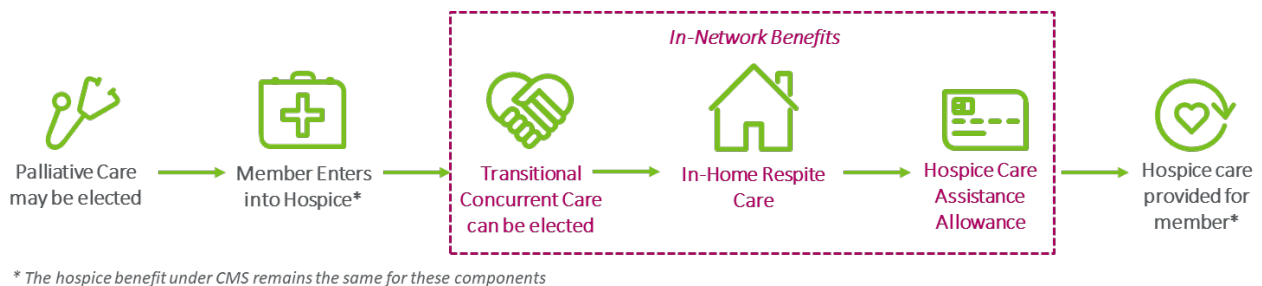 In-Network Benefits
Palliative Care
may be elected
Member Enters
into Hospice*
Transitional
Concurrent Care
can be elected
In-Home Respite
Care
Hospice Care
Assistance
Allowance
Hospice care
provided for
member*
* The hospice benefit under CMS remains the same for these components